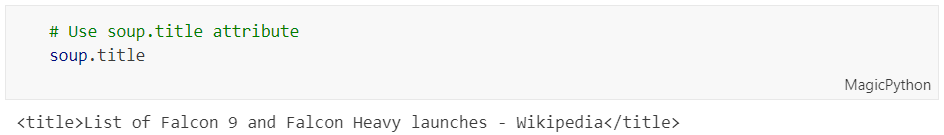 # Use soup.title attribute
soup.title
MagicPython
<title>List of Falcon 9 and Falcon Heavy launches - Wikipedia</title>